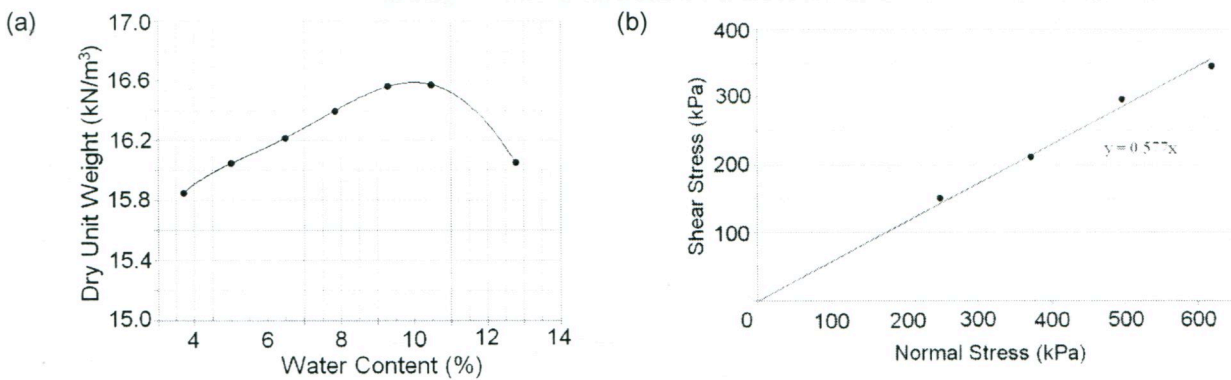 (a)
Dry Unit Weight (kN/m³)
17.0
16.6
16.2
15.8
15.4
15.0
4 6 8 10 12 14
Water Content (%)
(b)
Shear Stress (kPa)
400
300
200
100
y = 0.577x
0 100 200 300 400 500 600
Normal Stress (kPa)